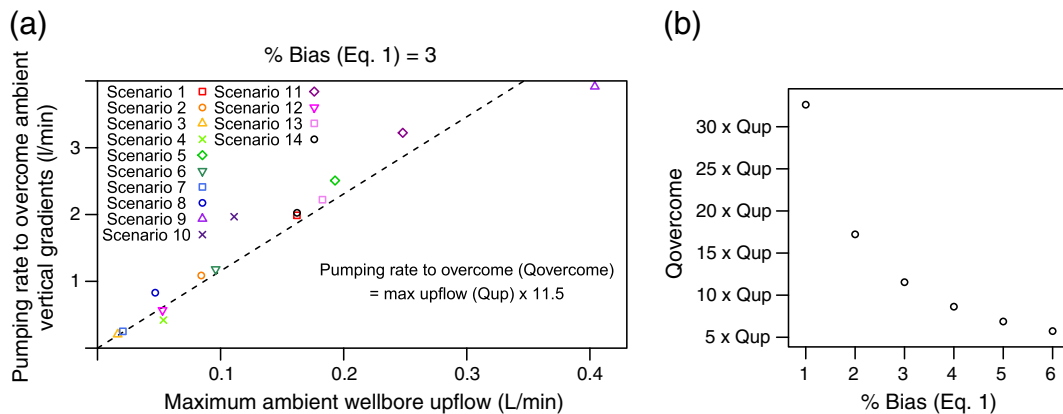 (a)
% Bias (Eq. 1) = 3
Pumping rate to overcome ambient
vertical gradients (l/min)
3
2
1
Scenario 1
Scenario 2
Scenario 3
Scenario 4
Scenario 5
Scenario 6
Scenario 7
Scenario 8
Scenario 9
Scenario 10
Scenario 11
Scenario 12
Scenario 13
Scenario 14
Pumping rate to overcome (Qovercome)
= max upflow (Qup) x 11.5
0.1 0.2 0.3 0.4
Maximum ambient wellbore upflow (L/min)
(b)
Qovercome
30 x Qup
25 x Qup
20 x Qup
15 x Qup
10 x Qup
5 x Qup
1 2 3 4 5 6
% Bias (Eq. 1)